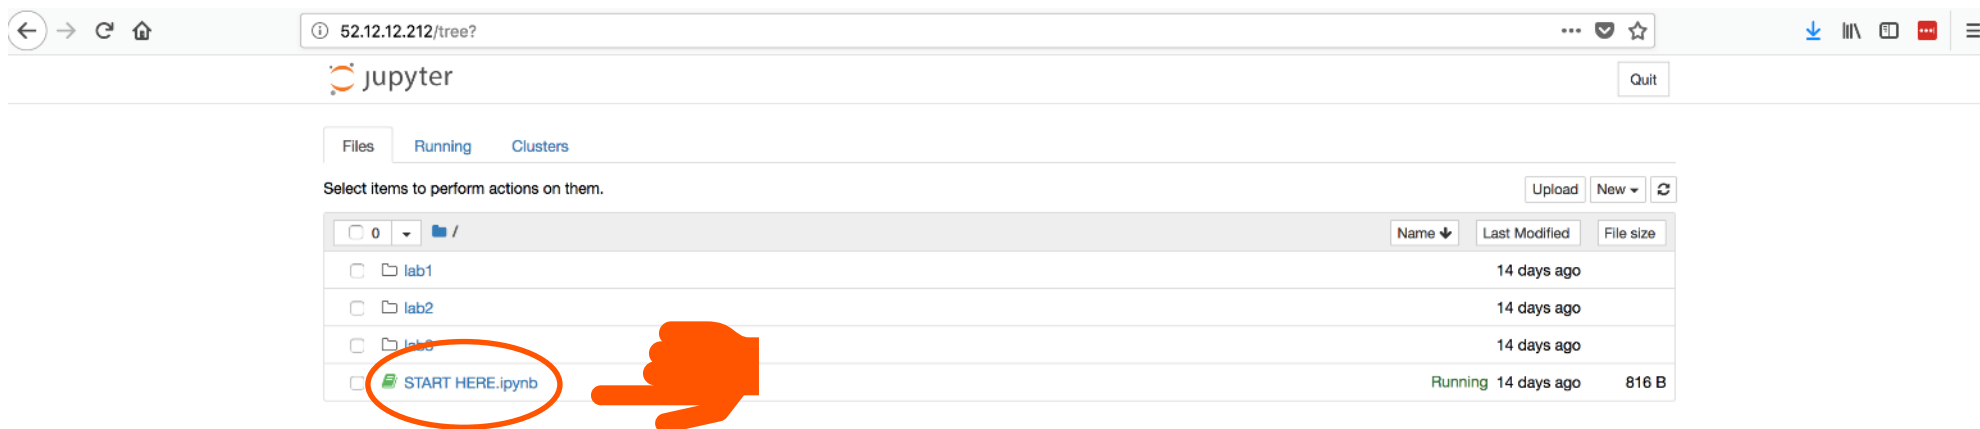 52.12.12.212/tree?
jupyter
Quit
Files Running Clusters
Select items to perform actions on them.
Upload New
0 /
Name Last Modified File size
lab1 14 days ago
lab2 14 days ago
14 days ago
START HERE.ipynb Running 14 days ago 816 B